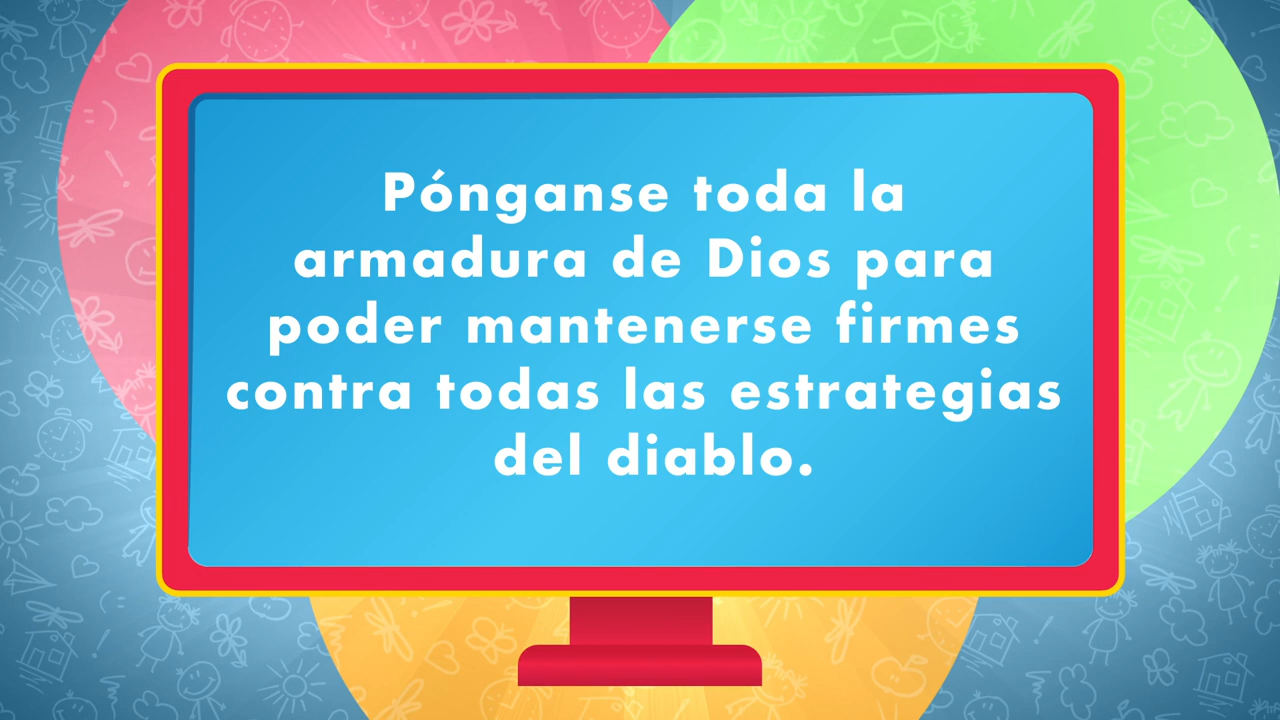 Pónganse toda la
armadura de Dios para
poder mantenerse firmes
contra todas las estrategias
del diablo.